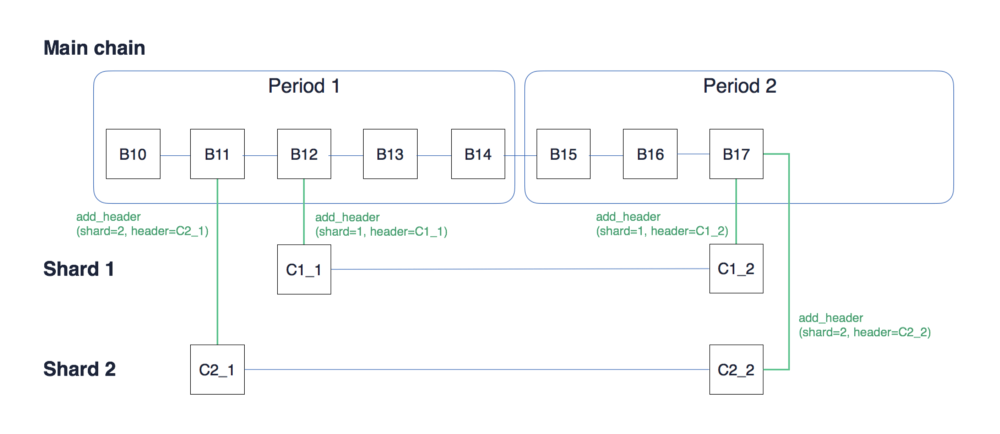 Main chain
Period 1
Period 2
B10
B11
B12
B13
B14
B15
B16
B17
add_header
(shard=2, header=C2_1)
add_header
(shard=1, header=C1_1)
add_header
(shard=1, header=C1_2)
Shard 1
C1_1
C1_2
add_header
(shard=2, header=C2_2)
Shard 2
C2_1
C2_2